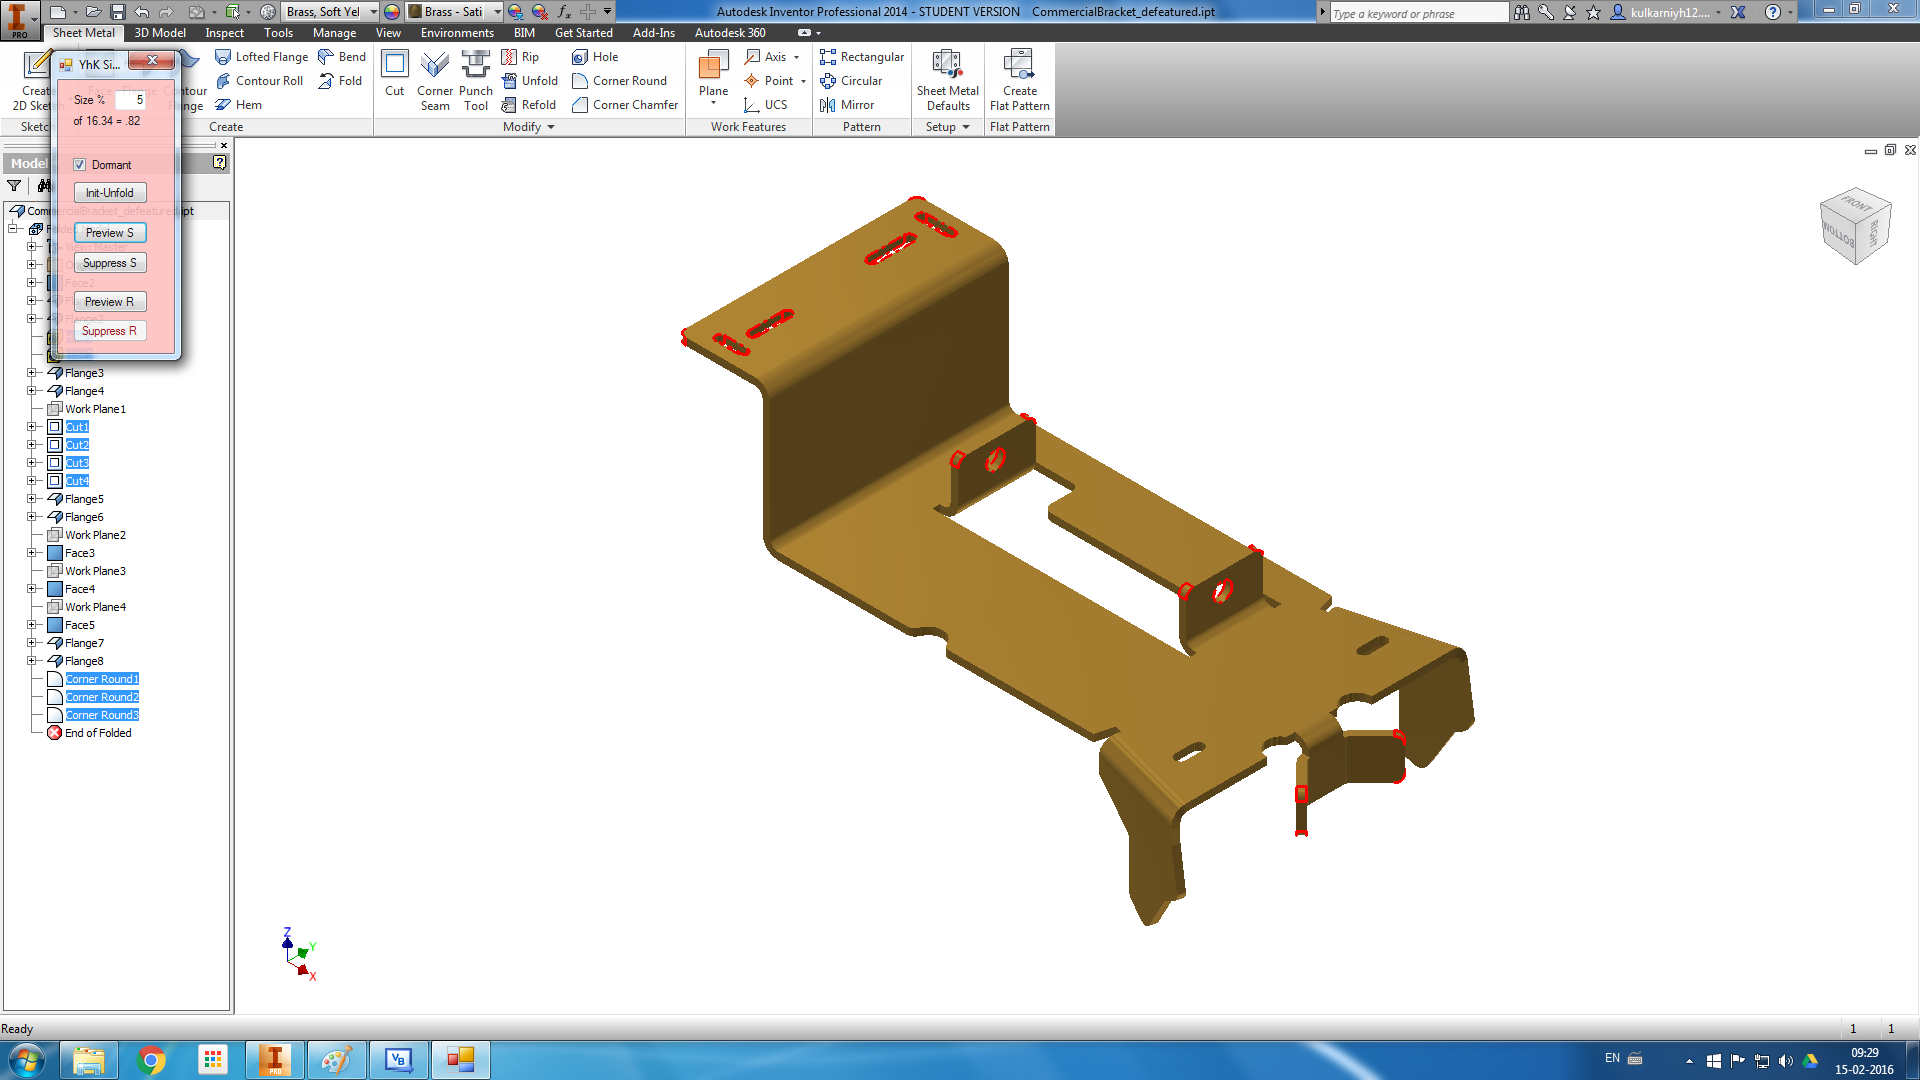 Brass, Soft Yel
Brass - Sati
Autodesk Inventor Professional 2014 - STUDENT VERSION CommercialBracket_defeatured.ipt
Type a keyword or phrase
kulkarniyh12....
PRO
Sheet Metal 3D Model Inspect Tools Manage View Environments BIM Get Started Add-Ins Autodesk 360
Create
2D Sketch
Contour
Flange
Lofted Flange
Contour Roll
Hem
Bend
Fold
Cut
Corner
Seam
Punch
Tool
Rip
Unfold
Refold
Hole
Corner Round
Corner Chamfer
Plane
Axis
Point
UCS
Rectangular
Circular
Mirror
Sheet Metal
Defaults
Create
Flat Pattern
Sketch
Create
Modify
Work Features
Pattern
Setup
Flat Pattern
YhK Si...
Size % 5
of 16.34 = .82
Dormant
Init-Unfold
Preview S
Suppress S
Preview R
Suppress R
Model
CommercialBracket_defeatured.ipt
View: Master
Face2
Flange2
Flange3
Flange4
Work Plane1
Cut1
Cut2
Cut3
Cut4
Flange5
Flange6
Work Plane2
Face3
Work Plane3
Face4
Work Plane4
Face5
Flange7
Flange8
Corner Round1
Corner Round2
Corner Round3
End of Folded
FRONT
BOTTOM
RIGHT
Z
Y
X
Ready
1 1
PRO
VB
EN
09:29
15-02-2016